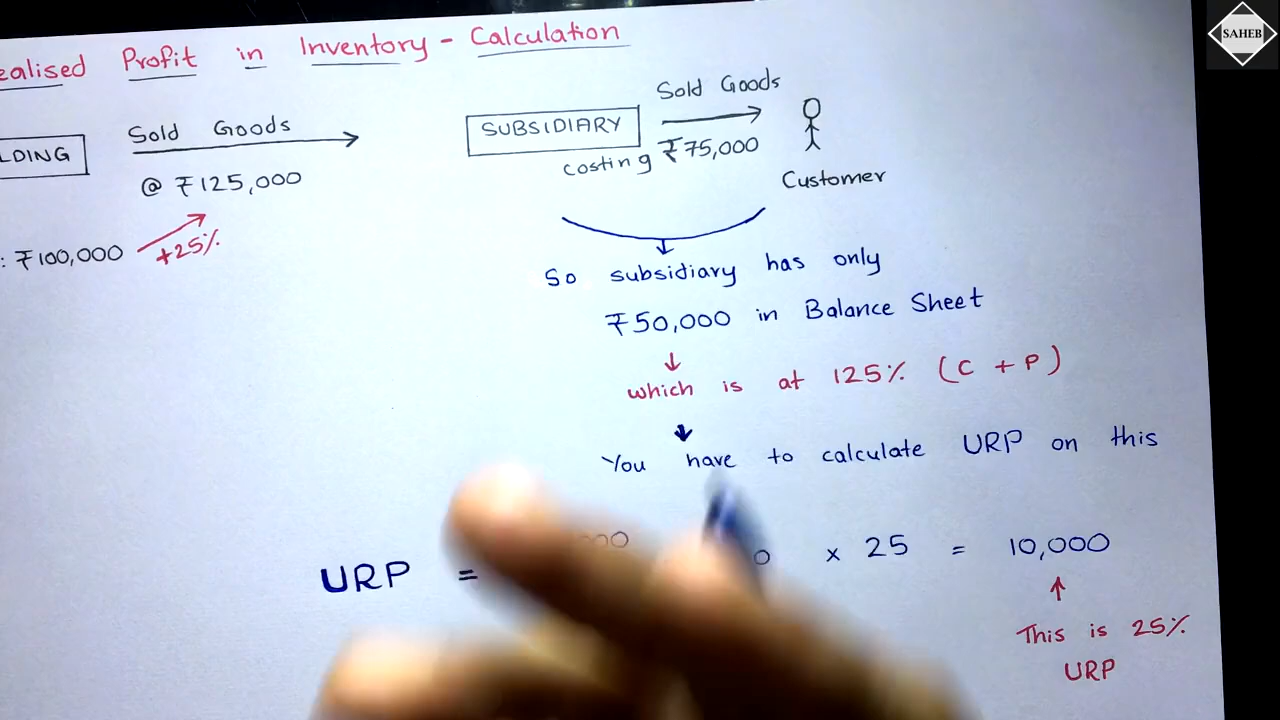 ealised Profit in Inventory - Calculation
SAHEB
LDING
Sold Goods
@ ₹125,000
: ₹100,000
+25%
SUBSIDIARY
Sold Goods
costing ₹75,000
Customer
So subsidiary has only
₹50,000 in Balance Sheet
which is at 125% (C + P)
You have to calculate URP on this
URP = x 25 = 10,000
This is 25%
URP